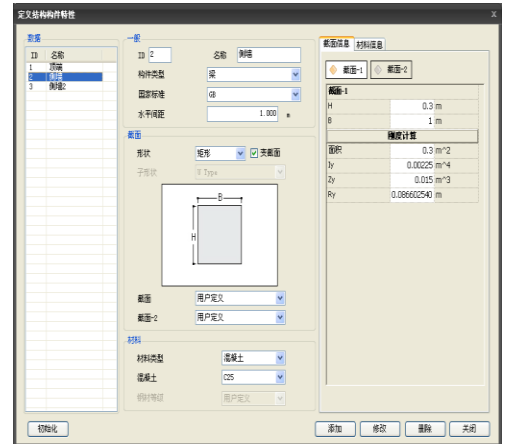 定义结构构件特性
x
数据
ID 名称
1 顶端
2 侧墙
3 侧墙2
一般
ID 2 名称 侧墙
构件类型 梁
国家标准 GB
水平间距 1.000 m
截面
形状 矩形 变截面
子形状 X Type
B
H
截面 用户定义
截面-2 用户定义
材料
材料类型 混凝土
混凝土 C25
钢材等级 用户定义
截面信息 材料信息
截面-1 截面-2
截面-1
H 0.3 m
B 1 m
刚度计算
面积 0.3 m^2
Iy 0.00225 m^4
Zy 0.015 m^3
Ry 0.086602540 m
初始化 添加 修改 删除 关闭